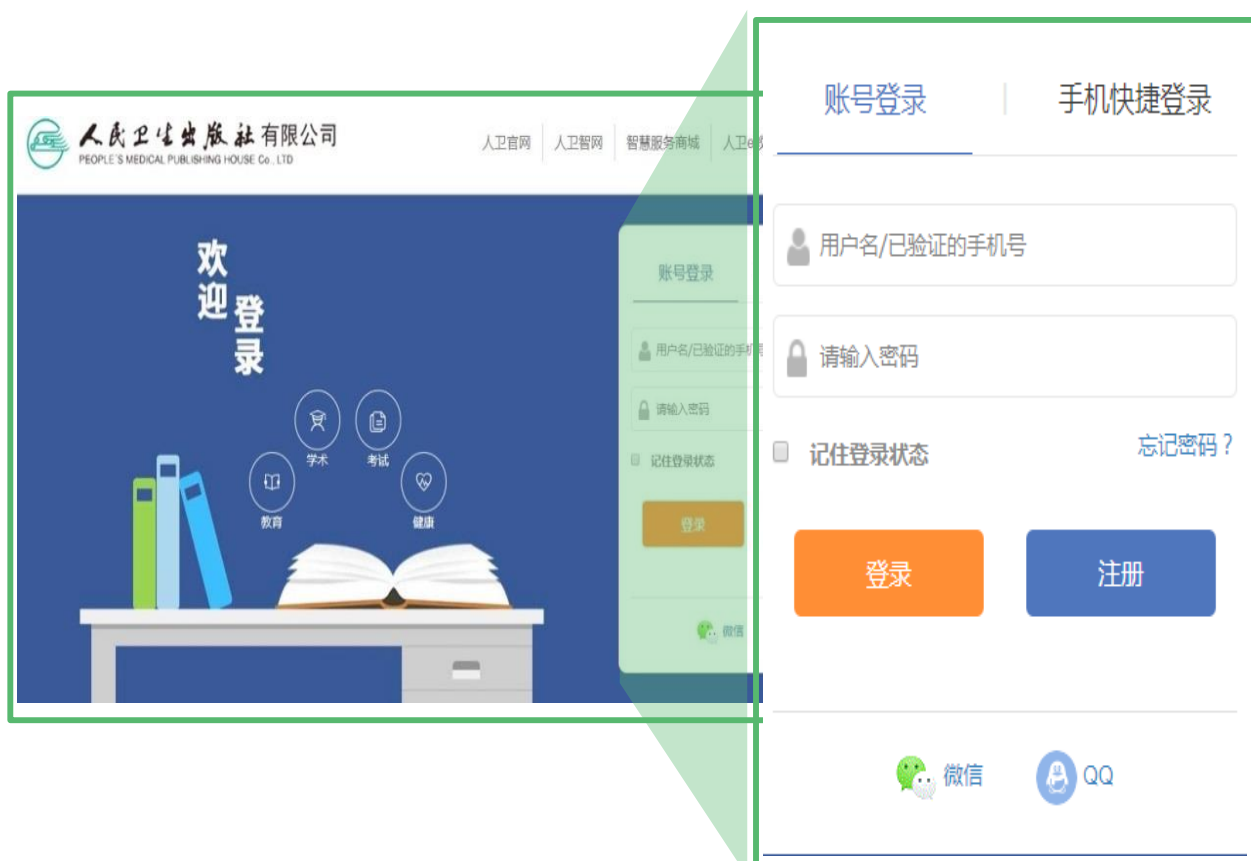 人民卫生出版社有限公司
PEOPLE'S MEDICAL PUBLISHING HOUSE Co., LTD
人卫官网 人卫智网 智慧服务商城 人卫e
欢迎
登录
学术 考试
教育 健康
账号登录
用户名/已验证的手机
请输入密码
记住登录状态
登录
微信
账号登录 手机快捷登录
用户名/已验证的手机号
请输入密码
记住登录状态 忘记密码？
登录 注册
微信 QQ